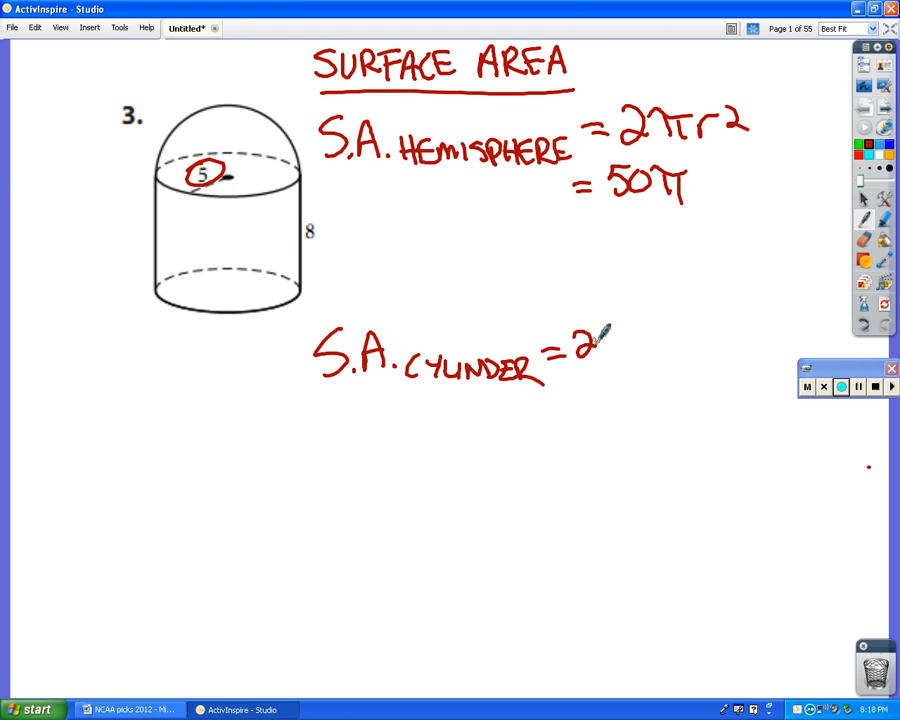 ActivInspire - Studio
File Edit View Insert Tools Help Untitled* Page 1 of 55 Best Fit
SURFACE AREA
3.
S.A. HEMISPHERE = 2πr2
5
= 50π
8
S.A. CYLINDER = 2
M
start NCAA picks 2012 - Mi... ActivInspire - Studio 8:18 PM